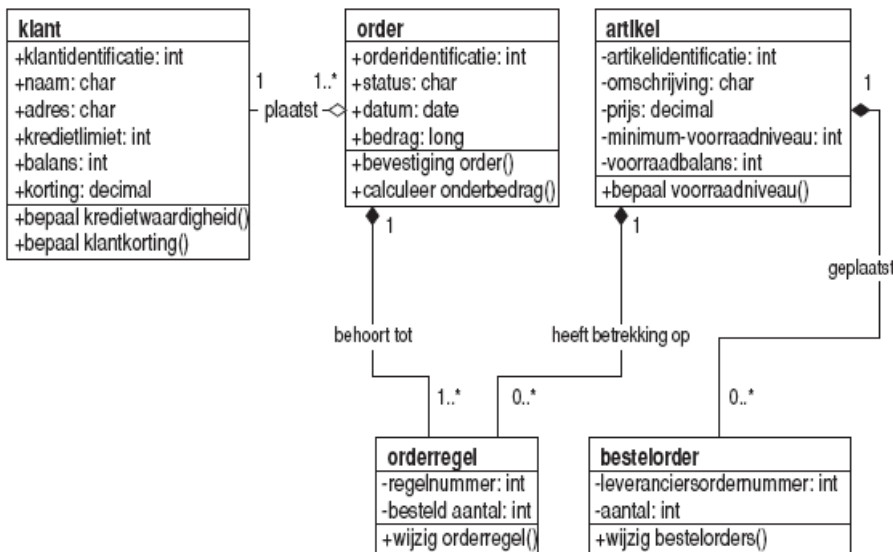 klant
+klantidentificatie: int
+naam: char
+adres: char
+kredietlimiet: int
+balans: int
+korting: decimal
+bepaal kredietwaardigheid()
+bepaal klantkorting()
1
plaatst
1..*
order
+orderidentificatie: int
+status: char
+datum: date
+bedrag: long
+bevestiging order()
+calculeer onderbedrag()
artikel
-artikelidentificatie: int
-omschrijving: char
-prijs: decimal
-minimum-voorraadniveau: int
-voorraadbalans: int
+bepaal voorraadniveau()
1
1
1
geplaatst
behoort tot
heeft betrekking op
1..*
0..*
0..*
orderregel
-regelnummer: int
-besteld aantal: int
+wijzig orderregel()
bestelorder
-leveranciersordernummer: int
-aantal: int
+wijzig bestelorders()